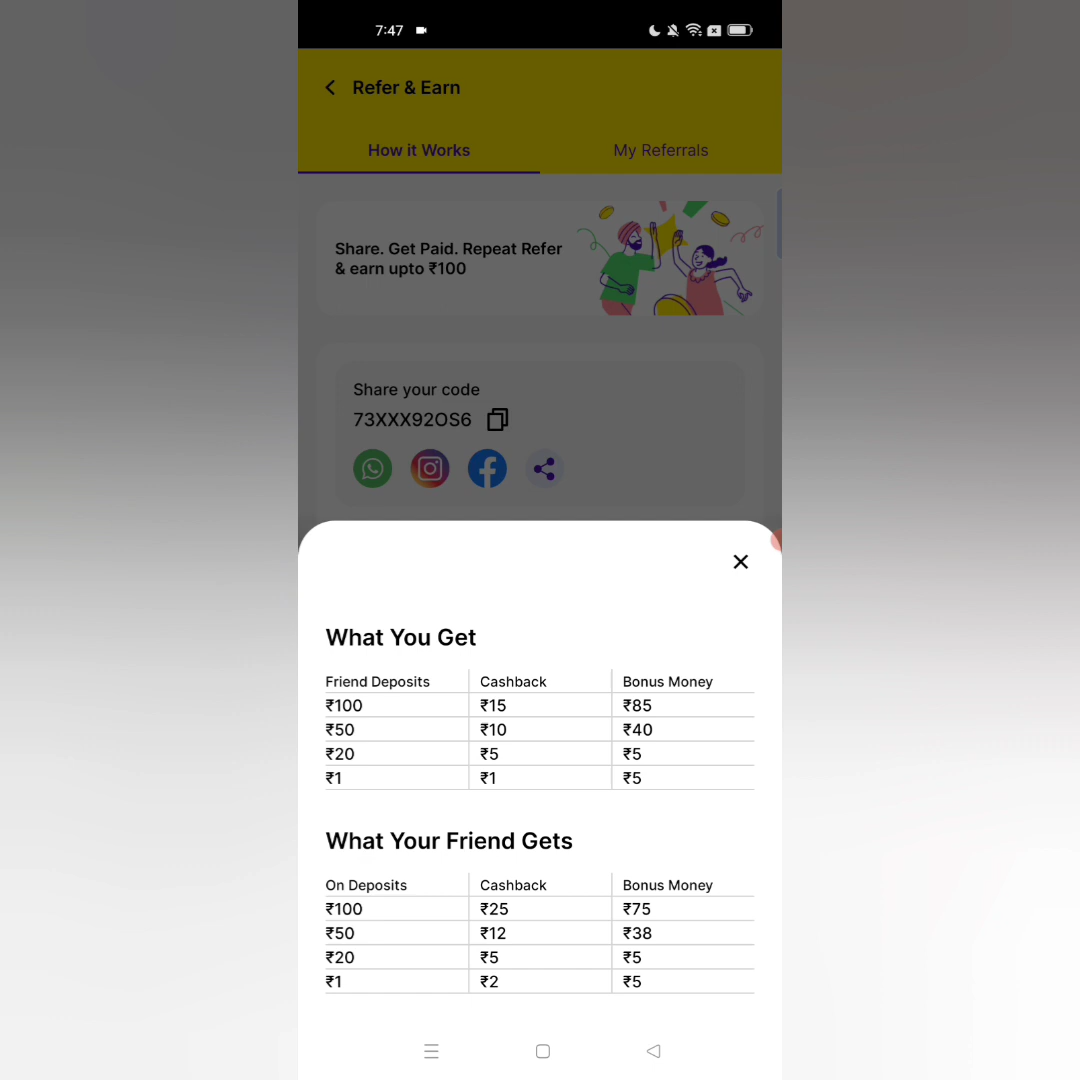 7:47
Refer & Earn
How it Works My Referrals
Share. Get Paid. Repeat Refer
& earn upto ₹100
Share your code
73XXX92OS6
What You Get
Friend Deposits Cashback Bonus Money
₹100 ₹15 ₹85
₹50 ₹10 ₹40
₹20 ₹5 ₹5
₹1 ₹1 ₹5
What Your Friend Gets
On Deposits Cashback Bonus Money
₹100 ₹25 ₹75
₹50 ₹12 ₹38
₹20 ₹5 ₹5
₹1 ₹2 ₹5